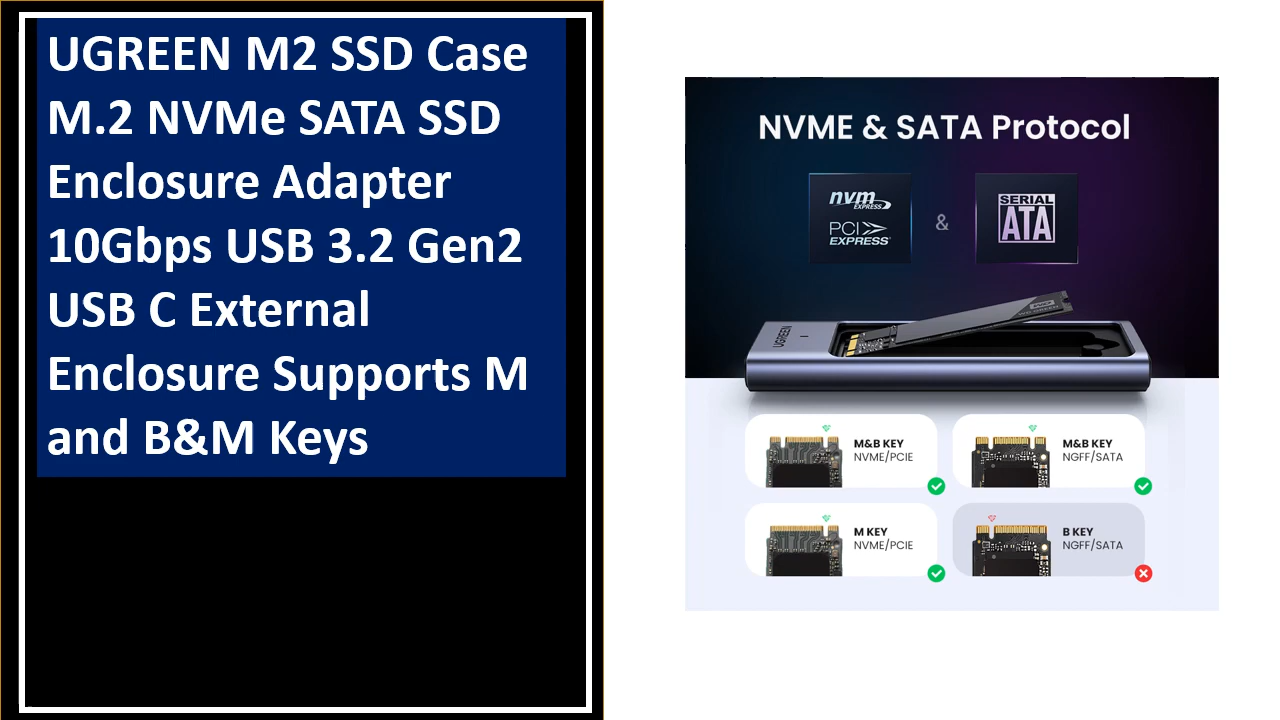 UGREEN M2 SSD Case
M.2 NVMe SATA SSD
Enclosure Adapter
10Gbps USB 3.2 Gen2
USB C External
Enclosure Supports M
and B&M Keys
NVME & SATA Protocol
nvm
EXPRESS
PCI
EXPRESS
&
SERIAL
ATA
UGREEN
M&B KEY
NVME/PCIE
M&B KEY
NGFF/SATA
M KEY
NVME/PCIE
B KEY
NGFF/SATA